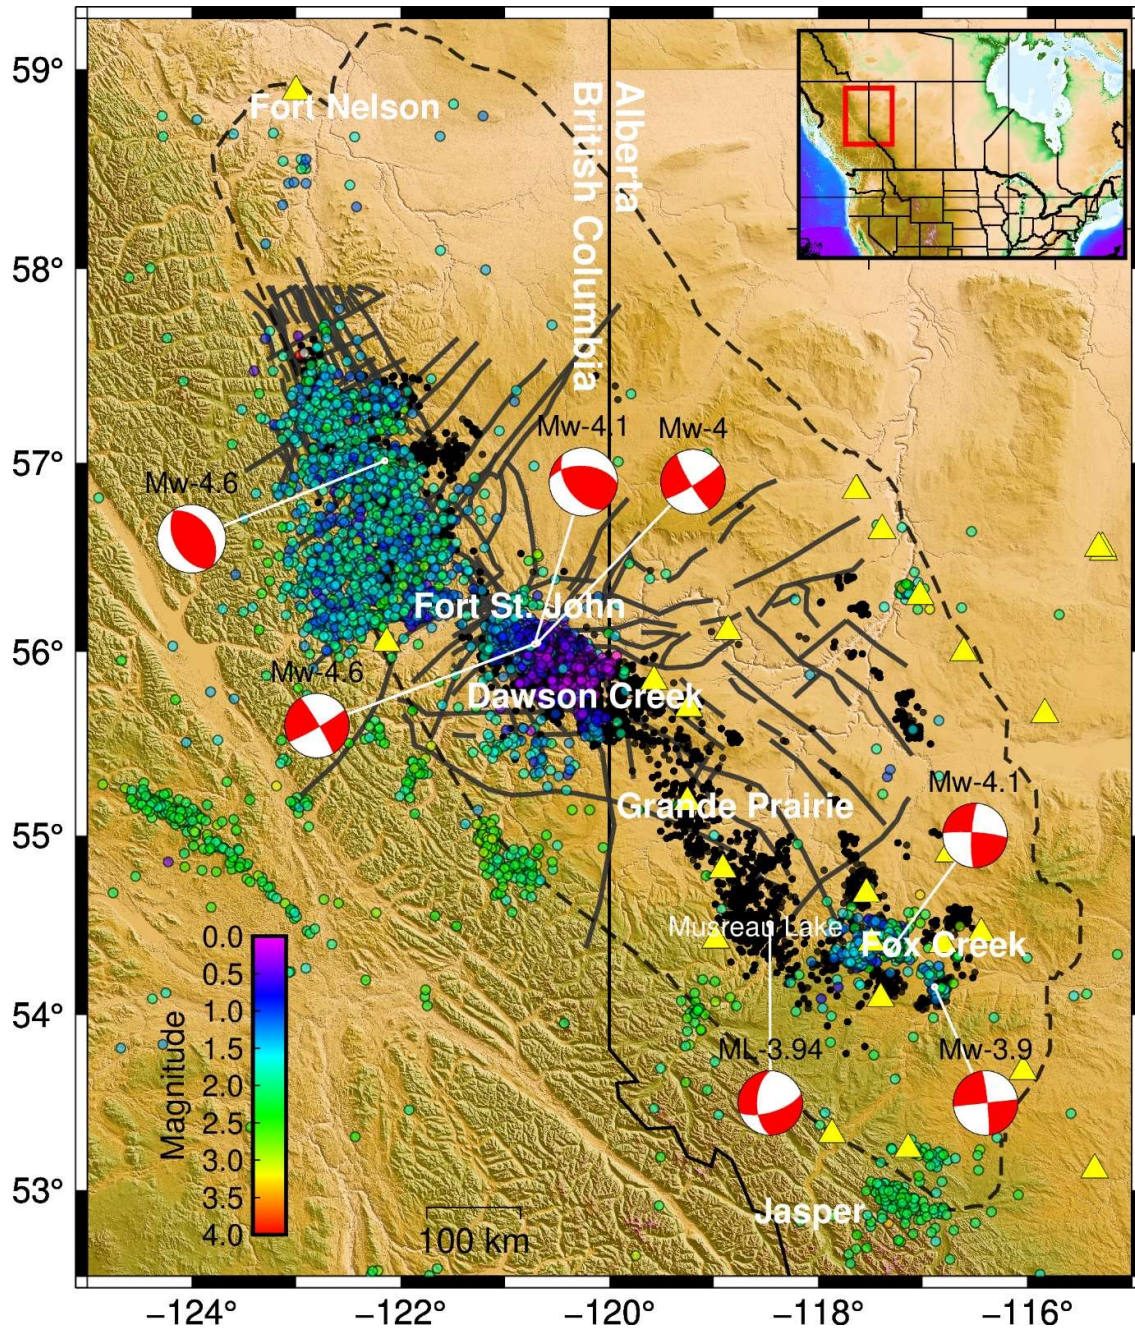 59°
58°
57°
56°
55°
54°
53°
Fort Nelson
Alberta
British Columbia
Mw-4.1
Mw-4
Mw-4.6
Fort St. John
Mw-4.6
Dawson Creek
Mw-4.1
Grande Prairie
Musreau Lake
Fox Creek
ML-3.94
Mw-3.9
Jasper
Magnitude
0.0
0.5
1.0
1.5
2.0
2.5
3.0
3.5
4.0
100 km
−124°
−122°
−120°
−118°
−116°